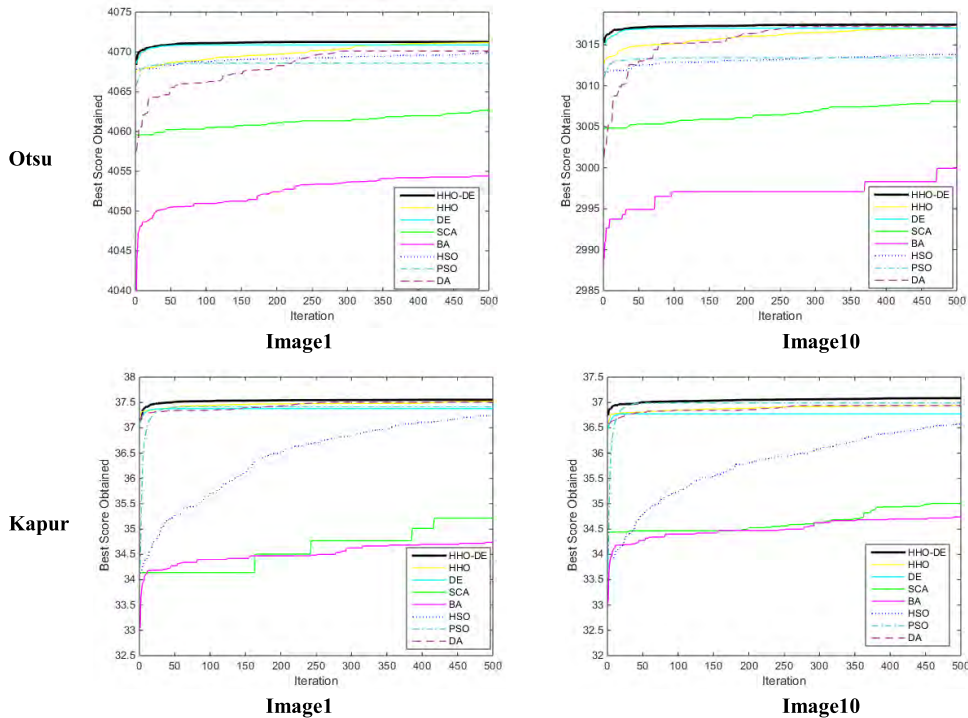 Otsu
Best Score Obtained
4075
4070
4065
4060
4055
4050
4045
4040
0 50 100 150 200 250 300 350 400 450 500
Iteration
HHO-DE
HHO
DE
SCA
BA
HSO
PSO
DA
Image1
Best Score Obtained
3015
3010
3005
3000
2995
2990
2985
0 50 100 150 200 250 300 350 400 450 500
Iteration
HHO-DE
HHO
DE
SCA
BA
HSO
PSO
DA
Image10
Kapur
Best Score Obtained
38
37.5
37
36.5
36
35.5
35
34.5
34
33.5
33
32.5
0 50 100 150 200 250 300 350 400 450 500
Iteration
HHO-DE
HHO
DE
SCA
BA
HSO
PSO
DA
Image1
Best Score Obtained
37.5
37
36.5
36
35.5
35
34.5
34
33.5
33
32.5
32
0 50 100 150 200 250 300 350 400 450 500
Iteration
HHO-DE
HHO
DE
SCA
BA
HSO
PSO
DA
Image10